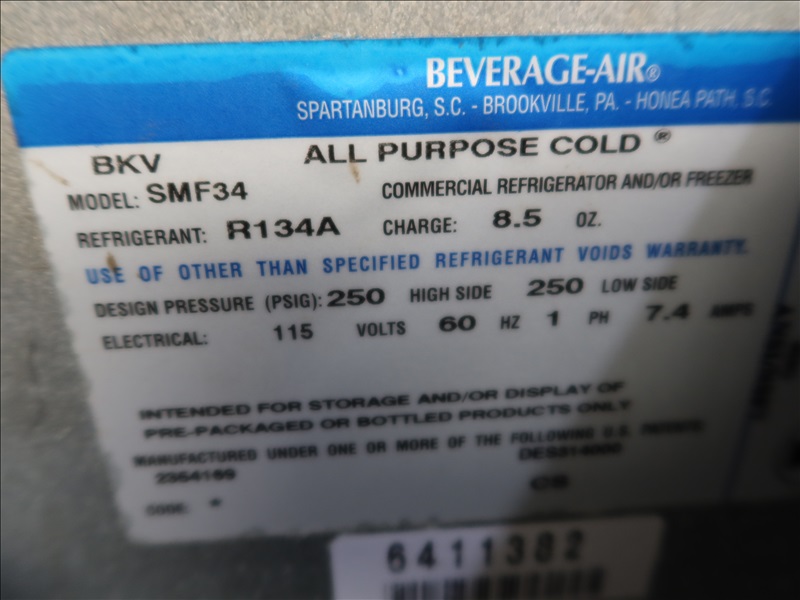 BEVERAGE-AIR®
SPARTANBURG, S.C. - BROOKVILLE, PA. - HONEA PATH, S.C.
BKV ALL PURPOSE COLD ®
MODEL: SMF34 COMMERCIAL REFRIGERATOR AND/OR FREEZER
REFRIGERANT: R134A CHARGE: 8.5 OZ.
USE OF OTHER THAN SPECIFIED REFRIGERANT VOIDS WARRANTY.
DESIGN PRESSURE (PSIG): 250 HIGH SIDE 250 LOW SIDE
ELECTRICAL: 115 VOLTS 60 HZ 1 PH 7.4 AMPS
INTENDED FOR STORAGE AND/OR DISPLAY OF
PRE-PACKAGED OR BOTTLED PRODUCTS ONLY
MANUFACTURED UNDER ONE OR MORE OF THE FOLLOWING U.S. PATENTS:
CODE: *
6411382